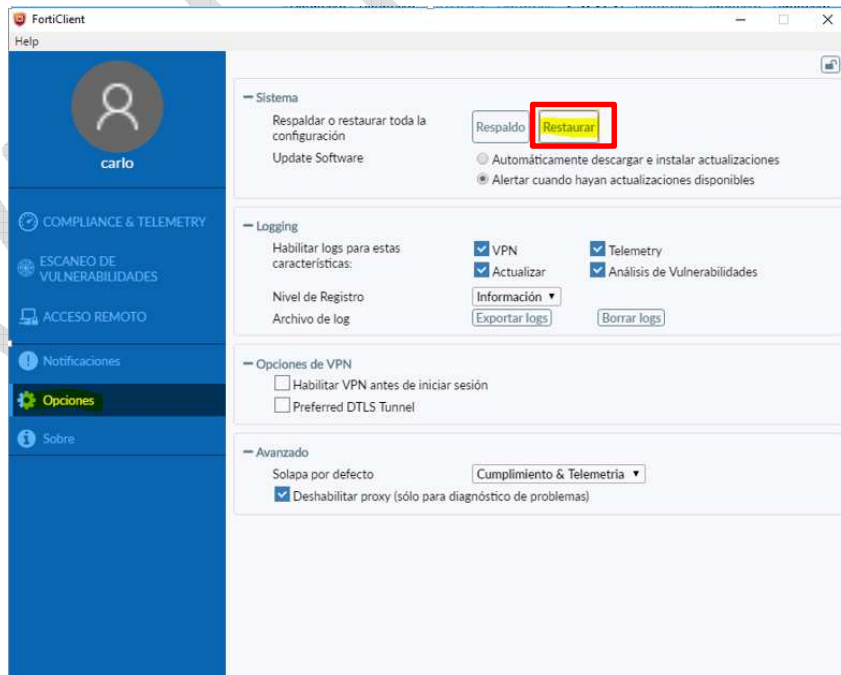 FortiClient
Help
carlo
COMPLIANCE & TELEMETRY
ESCANEO DE
VULNERABILIDADES
ACCESO REMOTO
Notificaciones
Opciones
Sobre
Sistema
Respaldar o restaurar toda la
configuración
Respaldo
Restaurar
Update Software
Automáticamente descargar e instalar actualizaciones
Alertar cuando hayan actualizaciones disponibles
Logging
Habilitar logs para estas
características:
VPN
Telemetry
Actualizar
Análisis de Vulnerabilidades
Nivel de Registro
Información
Archivo de log
Exportar logs
Borrar logs
Opciones de VPN
Habilitar VPN antes de iniciar sesión
Preferred DTLS Tunnel
Avanzado
Solapa por defecto
Cumplimiento & Telemetria
Deshabilitar proxy (sólo para diagnóstico de problemas)